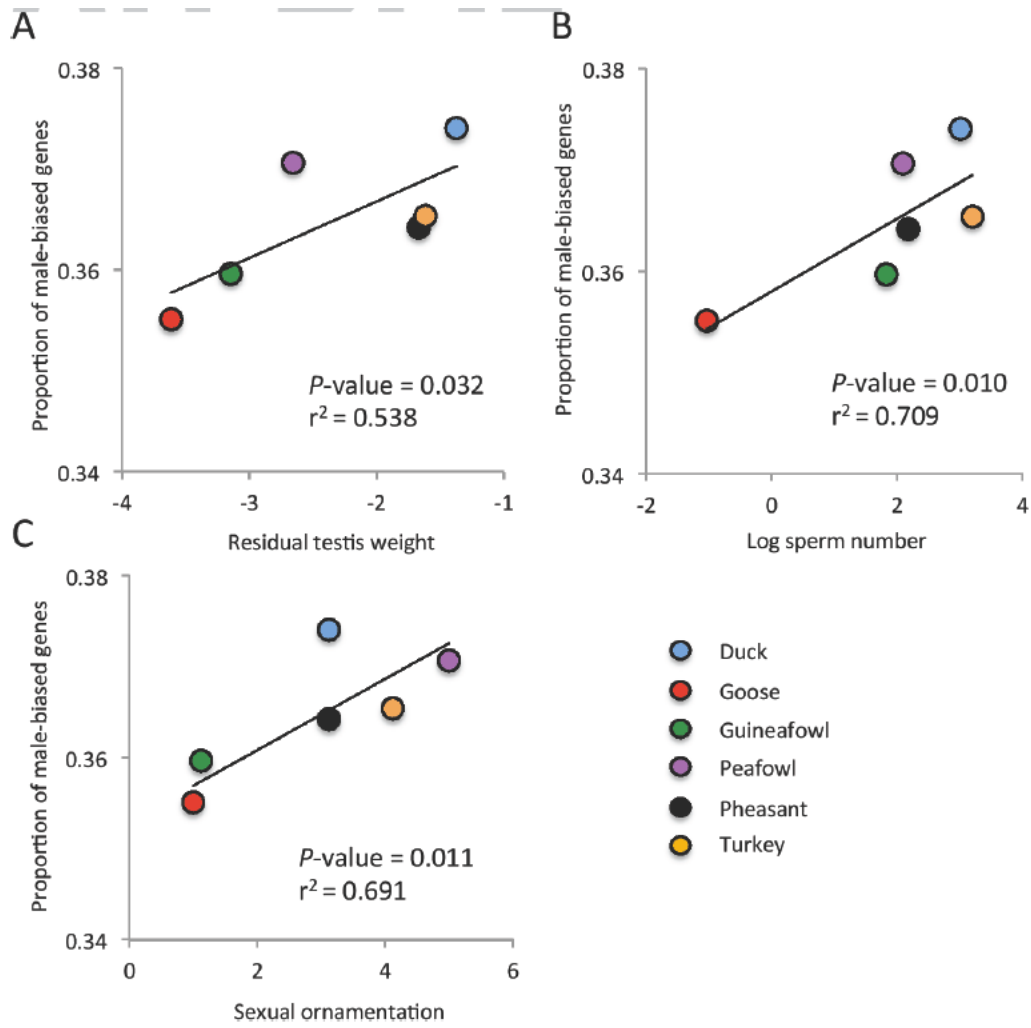 A
Proportion of male-biased genes
0.38
0.36
0.34
-4
-3
-2
-1
P-value = 0.032
r² = 0.538
Residual testis weight
B
Proportion of male-biased genes
0.38
0.36
0.34
-2
0
2
4
P-value = 0.010
r² = 0.709
Log sperm number
C
Proportion of male-biased genes
0.38
0.36
0.34
0
2
4
6
P-value = 0.011
r² = 0.691
Sexual ornamentation
Duck
Goose
Guineafowl
Peafowl
Pheasant
Turkey